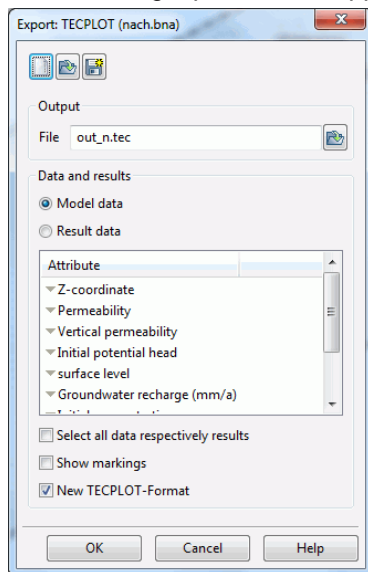 Export: TECPLOT (nach.bna)
Output
File out_n.tec
Data and results
Model data
Result data
Attribute
Z-coordinate
Permeability
Vertical permeability
Initial potential head
surface level
Groundwater recharge (mm/a)
Select all data respectively results
Show markings
New TECPLOT-Format
OK Cancel Help